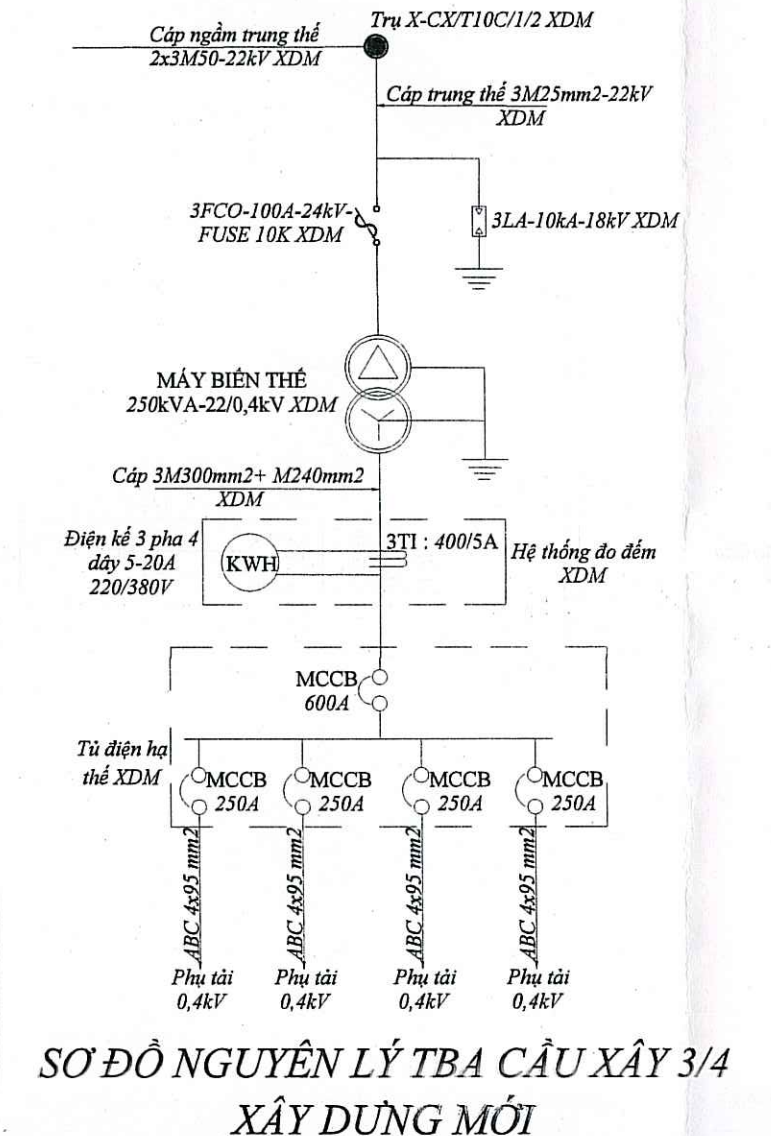 Trụ X-CX/T10C/1/2 XDM
Cáp ngầm trung thế
2x3M50-22kV XDM
Cáp trung thế 3M25mm2-22kV
XDM
3FCO-100A-24kV-
FUSE 10K XDM
3LA-10kA-18kV XDM
MÁY BIẾN THẾ
250kVA-22/0,4kV XDM
Cáp 3M300mm2+ M240mm2
XDM
Điện kế 3 pha 4
dây 5-20A
220/380V
KWH
3TI : 400/5A
Hệ thống đo đếm
XDM
MCCB
600A
Tủ điện hạ
thế XDM
MCCB
250A
MCCB
250A
MCCB
250A
MCCB
250A
ABC 4x95 mm2
ABC 4x95 mm2
ABC 4x95 mm2
ABC 4x95 mm2
Phụ tải
0,4kV
Phụ tải
0,4kV
Phụ tải
0,4kV
Phụ tải
0,4kV
SƠ ĐỒ NGUYÊN LÝ TBA CẦU XÂY 3/4
XÂY DỰNG MỚI